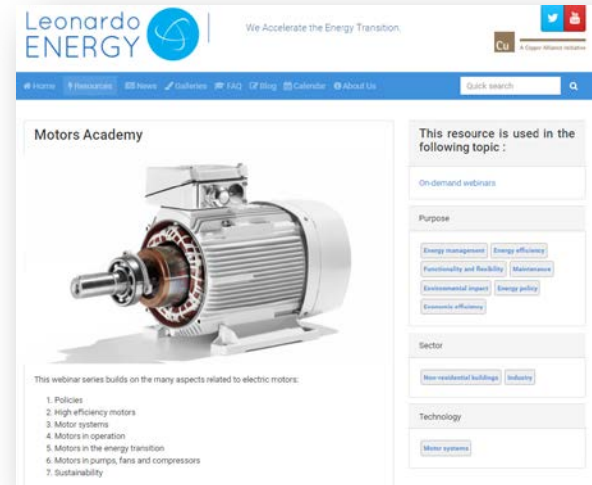 Leonardo
ENERGY
We Accelerate the Energy Transition.
Cu
A Copper Alliance Initiative
Home Resources News Galleries FAQ Blog Calendar About Us
Quick search
Motors Academy
This webinar series builds on the many aspects related to electric motors:
1. Policies
2. High efficiency motors
3. Motor systems
4. Motors in operation
5. Motors in the energy transition
6. Motors in pumps, fans and compressors
7. Sustainability
This resource is used in the
following topic :
On-demand webinars
Purpose
Energy management Energy efficiency
Functionality and flexibility Maintenance
Environmental impact Energy policy
Economic efficiency
Sector
Non-residential buildings Industry
Technology
Motor systems